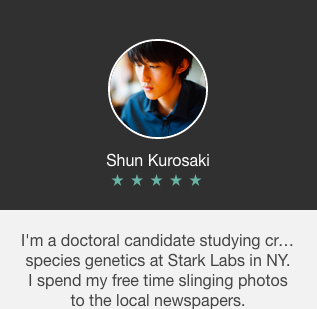 Shun Kurosaki
I'm a doctoral candidate studying cr…
species genetics at Stark Labs in NY.
I spend my free time slinging photos
to the local newspapers.